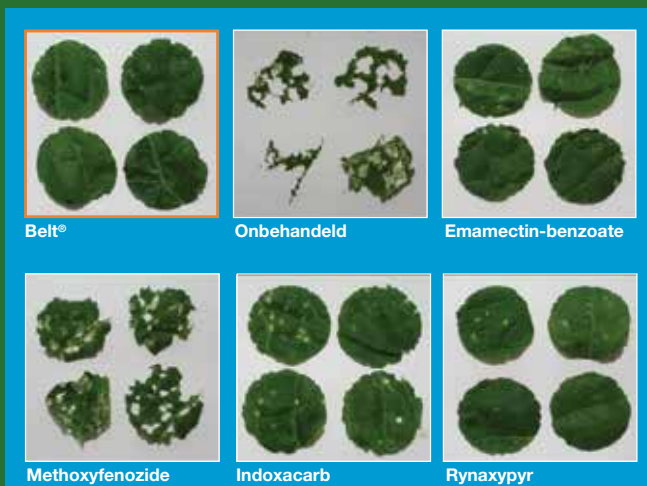 Belt®
Onbehandeld
Emamectin-benzoate
Methoxyfenozide
Indoxacarb
Rynaxypyr